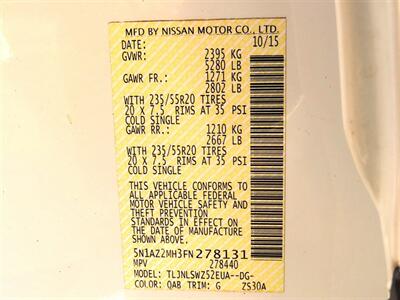 MFD BY NISSAN MOTOR CO., LTD.
DATE: 10/15
GVWR: 2395 KG
5280 LB
GAWR FR.: 1271 KG
2802 LB
WITH 235/55R20 TIRES
20 X 7.5 RIMS AT 35 PSI
COLD SINGLE
GAWR RR.: 1210 KG
2667 LB
WITH 235/55R20 TIRES
20 X 7.5 RIMS AT 35 PSI
COLD SINGLE
THIS VEHICLE CONFORMS TO
ALL APPLICABLE FEDERAL
MOTOR VEHICLE SAFETY AND
THEFT PREVENTION
STANDARDS IN EFFECT ON
THE DATE OF MANUFACTURE
SHOWN ABOVE.
5N1AZ2MH3FN278131
MPV 278440
MODEL: TLJNLSWZ5ZEUA--DG-
COLOR: QAB TRIM: G ZS30A